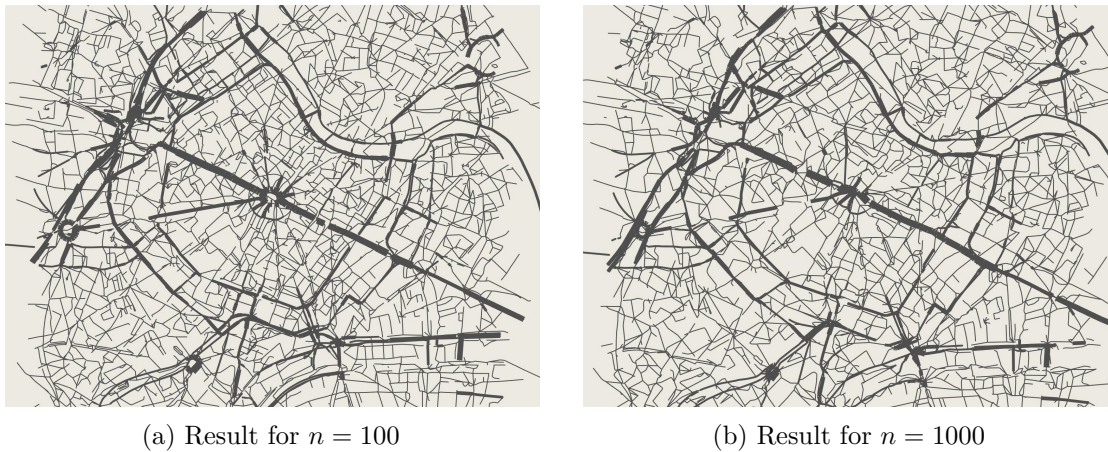 (a) Result for n = 100
(b) Result for n = 1000